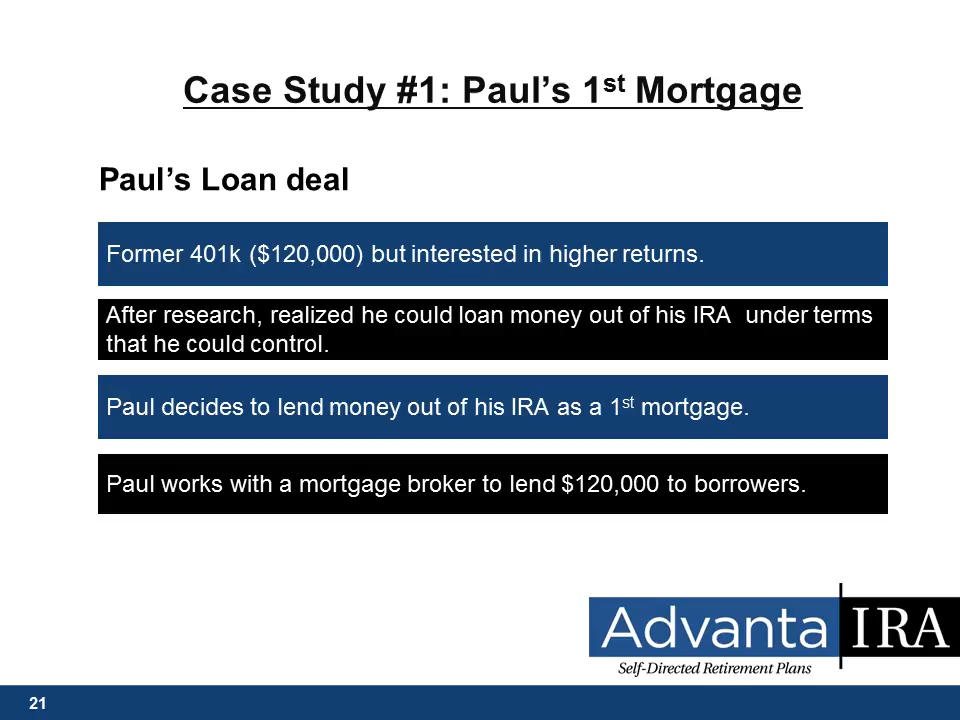 Case Study #1: Paul’s 1st Mortgage
Paul’s Loan deal
Former 401k ($120,000) but interested in higher returns.
After research, realized he could loan money out of his IRA  under terms
that he could control.
Paul decides to lend money out of his IRA as a 1st mortgage.
Paul works with a mortgage broker to lend $120,000 to borrowers.
Advanta IRA
Self-Directed Retirement Plans
21